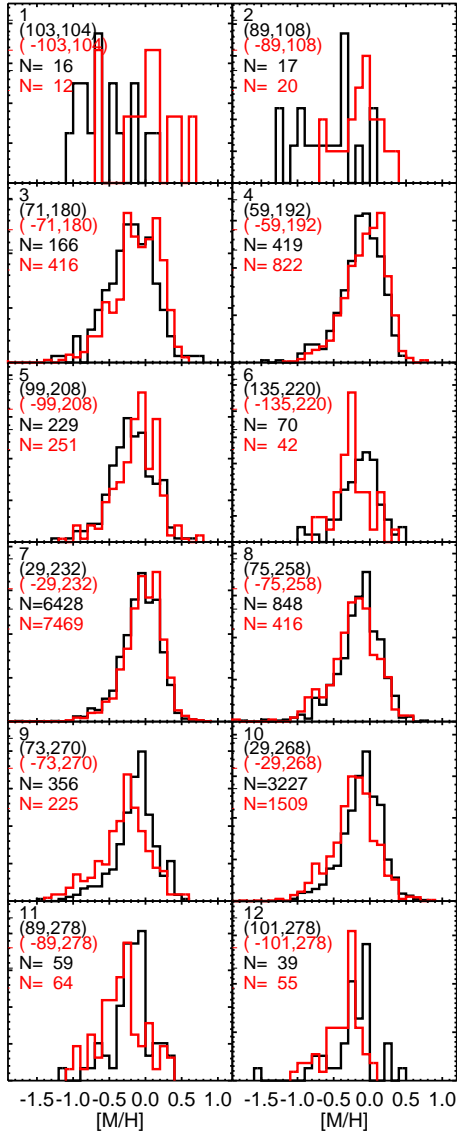 1
(103,104)
( -103,104)
N= 16
N= 12
2
(89,108)
( -89,108)
N= 17
N= 20
3
(71,180)
( -71,180)
N= 166
N= 416
4
(59,192)
( -59,192)
N= 419
N= 822
5
(99,208)
( -99,208)
N= 229
N= 251
6
(135,220)
( -135,220)
N= 70
N= 42
7
(29,232)
( -29,232)
N=6428
N=7469
8
(75,258)
( -75,258)
N= 848
N= 416
9
(73,270)
( -73,270)
N= 356
N= 225
10
(29,268)
( -29,268)
N=3227
N=1509
11
(89,278)
( -89,278)
N= 59
N= 64
12
(101,278)
( -101,278)
N= 39
N= 55
-1.5 -1.0 -0.5 0.0 0.5 1.0
-1.5 -1.0 -0.5 0.0 0.5 1.0
[M/H]
[M/H]